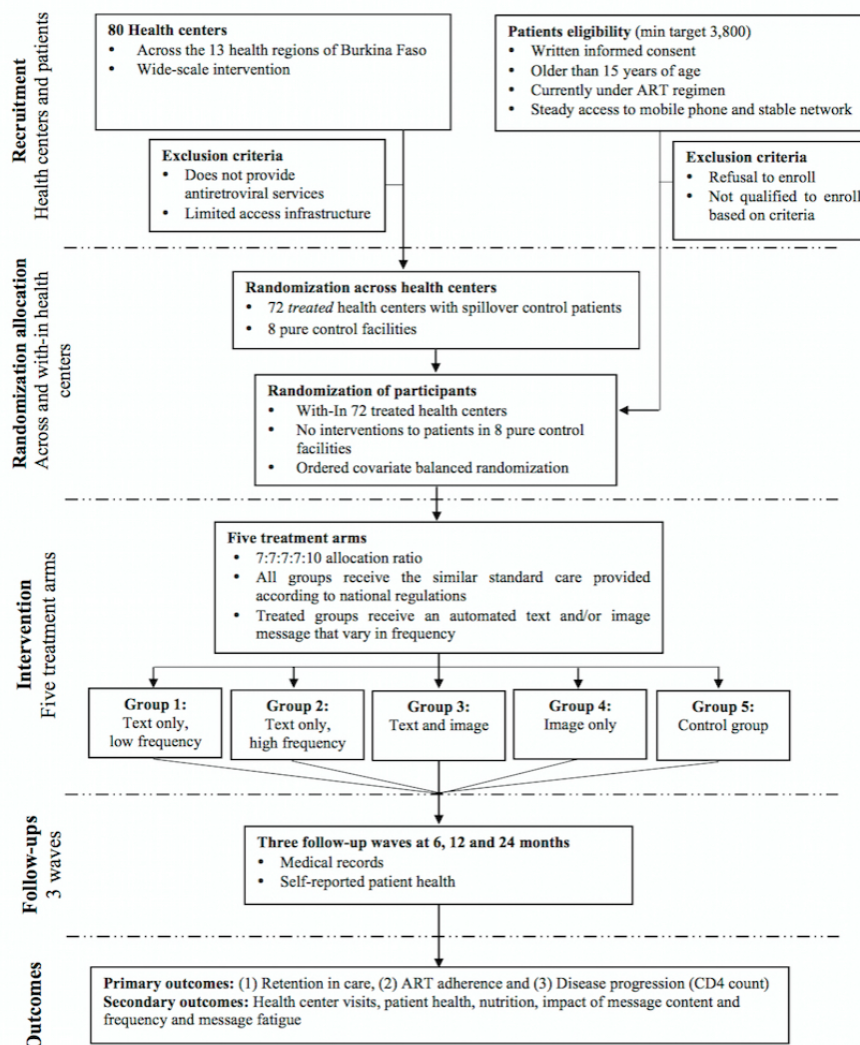 Recruitment
Health centers and patients
80 Health centers
• Across the 13 health regions of Burkina Faso
• Wide-scale intervention
Patients eligibility (min target 3,800)
• Written informed consent
• Older than 15 years of age
• Currently under ART regimen
• Steady access to mobile phone and stable network
Exclusion criteria
• Does not provide
antiretroviral services
• Limited access infrastructure
Exclusion criteria
• Refusal to enroll
• Not qualified to enroll
based on criteria
Randomization allocation
Across and with-in health
centers
Randomization across health centers
• 72 treated health centers with spillover control patients
• 8 pure control facilities
Randomization of participants
• With-In 72 treated health centers
• No interventions to patients in 8 pure control
facilities
• Ordered covariate balanced randomization
Intervention
Five treatment arms
Five treatment arms
• 7:7:7:7:10 allocation ratio
• All groups receive the similar standard care provided
according to national regulations
• Treated groups receive an automated text and/or image
message that vary in frequency
Group 1:
Text only,
low frequency
Group 2:
Text only,
high frequency
Group 3:
Text and image
Group 4:
Image only
Group 5:
Control group
Follow-ups
3 waves
Three follow-up waves at 6, 12 and 24 months
• Medical records
• Self-reported patient health
Outcomes
Primary outcomes: (1) Retention in care, (2) ART adherence and (3) Disease progression (CD4 count)
Secondary outcomes: Health center visits, patient health, nutrition, impact of message content and
frequency and message fatigue